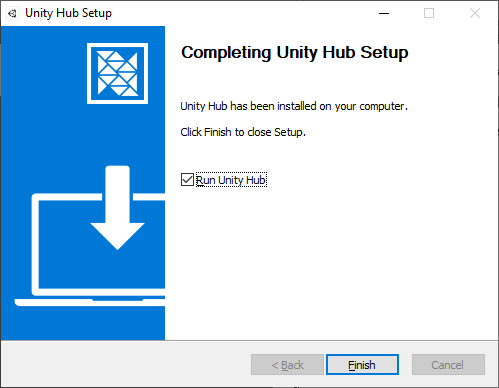 Unity Hub Setup
Completing Unity Hub Setup
Unity Hub has been installed on your computer.
Click Finish to close Setup.
Run Unity Hub
< Back
Finish
Cancel